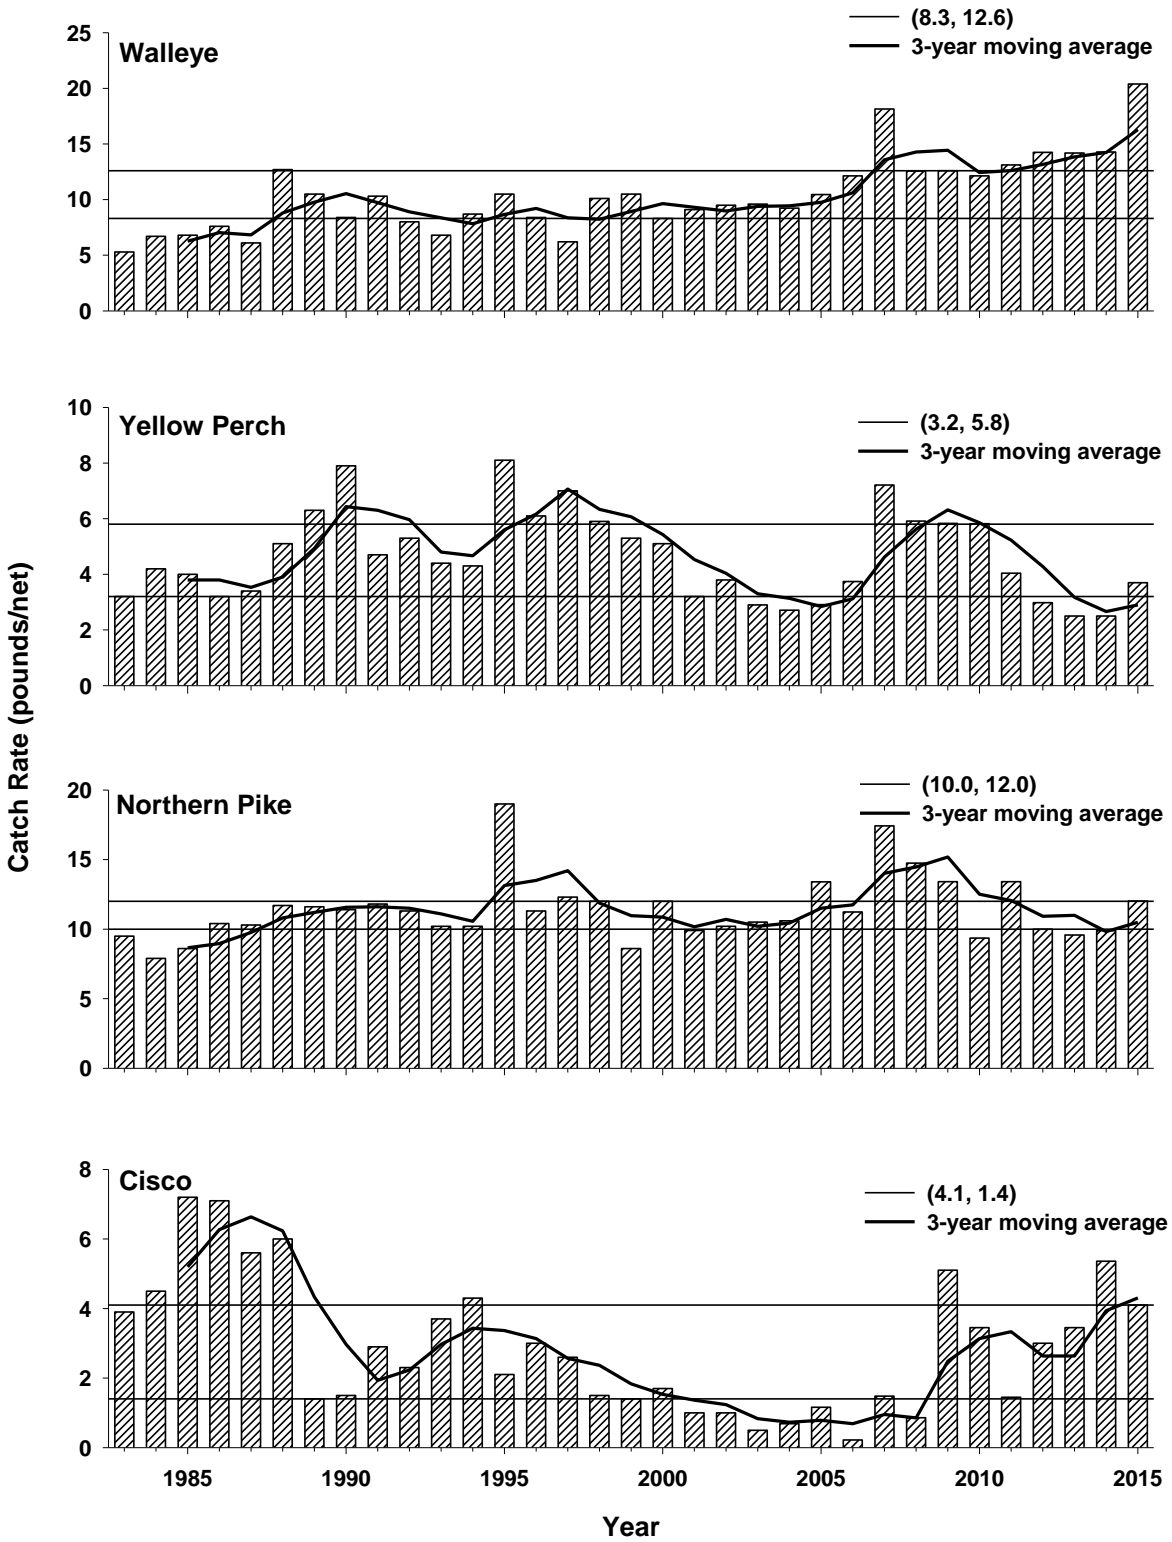 (8.3, 12.6)
3-year moving average
Walleye
25
20
15
10
5
0
Yellow Perch
(3.2, 5.8)
3-year moving average
10
8
6
4
2
0
Catch Rate (pounds/net)
Northern Pike
(10.0, 12.0)
3-year moving average
20
15
10
5
0
Cisco
(4.1, 1.4)
3-year moving average
8
6
4
2
0
1985 1990 1995 2000 2005 2010 2015
Year